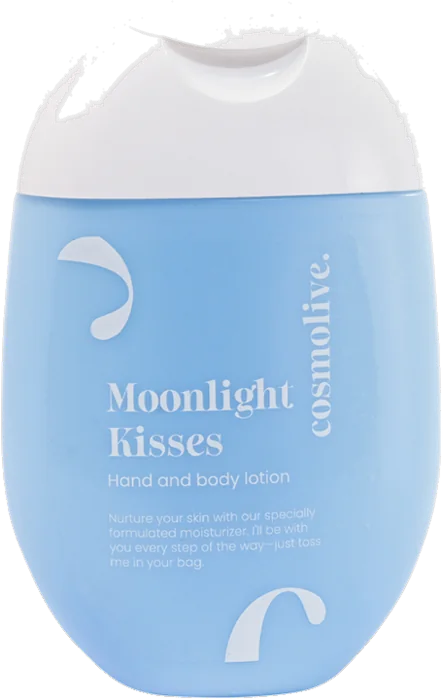 cosmolive.
Moonlight
Kisses
Hand and body lotion
Nurture your skin with our specially
formulated moisturizer. i'll be with
you every step of the way—just toss
me in your bag.